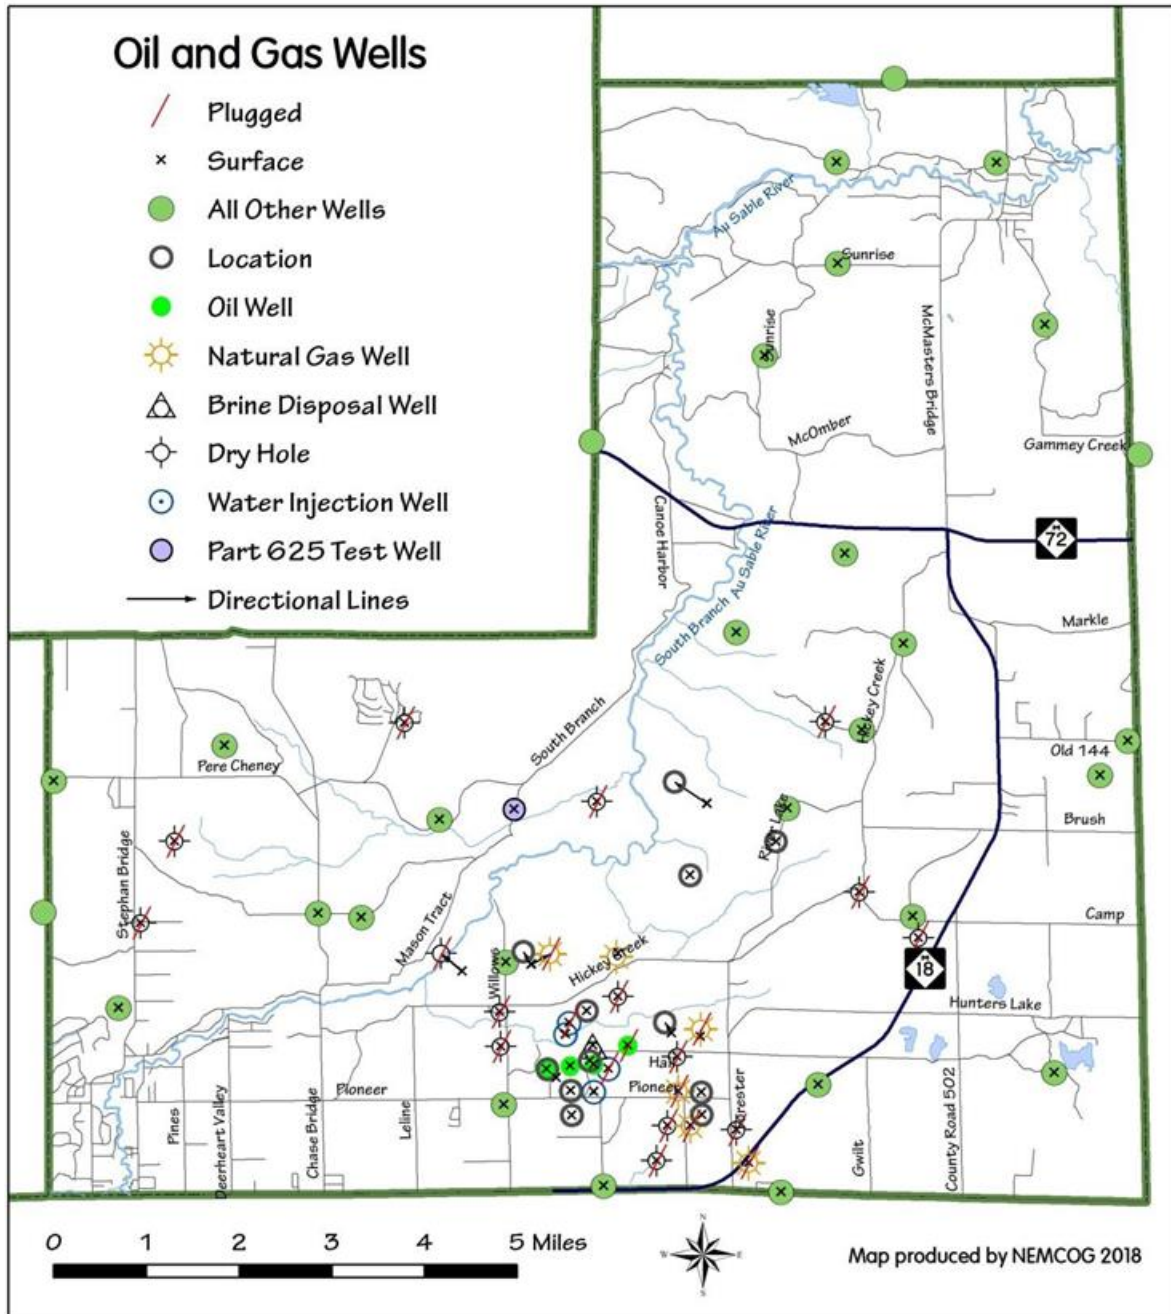 Oil and Gas Wells
Plugged
Surface
All Other Wells
Location
Oil Well
Natural Gas Well
Brine Disposal Well
Dry Hole
Water Injection Well
Part 625 Test Well
Directional Lines
Au Sable River
Sunrise
Sunrise
McMasters Bridge
McOmber
Gammey Creek
Canoe Harbor
M
72
South Branch Au Sable River
Markle
Hickey Creek
South Branch
Old 144
Pere Cheney
Brush
River Lake
Stephan Bridge
Camp
Mason Tract
Willows
Hickey Creek
M
18
Hunters Lake
Pioneer
Pioneer
Pines
Deerheart Valley
Chase Bridge
Leline
Gwilt
County Road 502
0 1 2 3 4 5 Miles
N
W E
S
Map produced by NEMCOG 2018